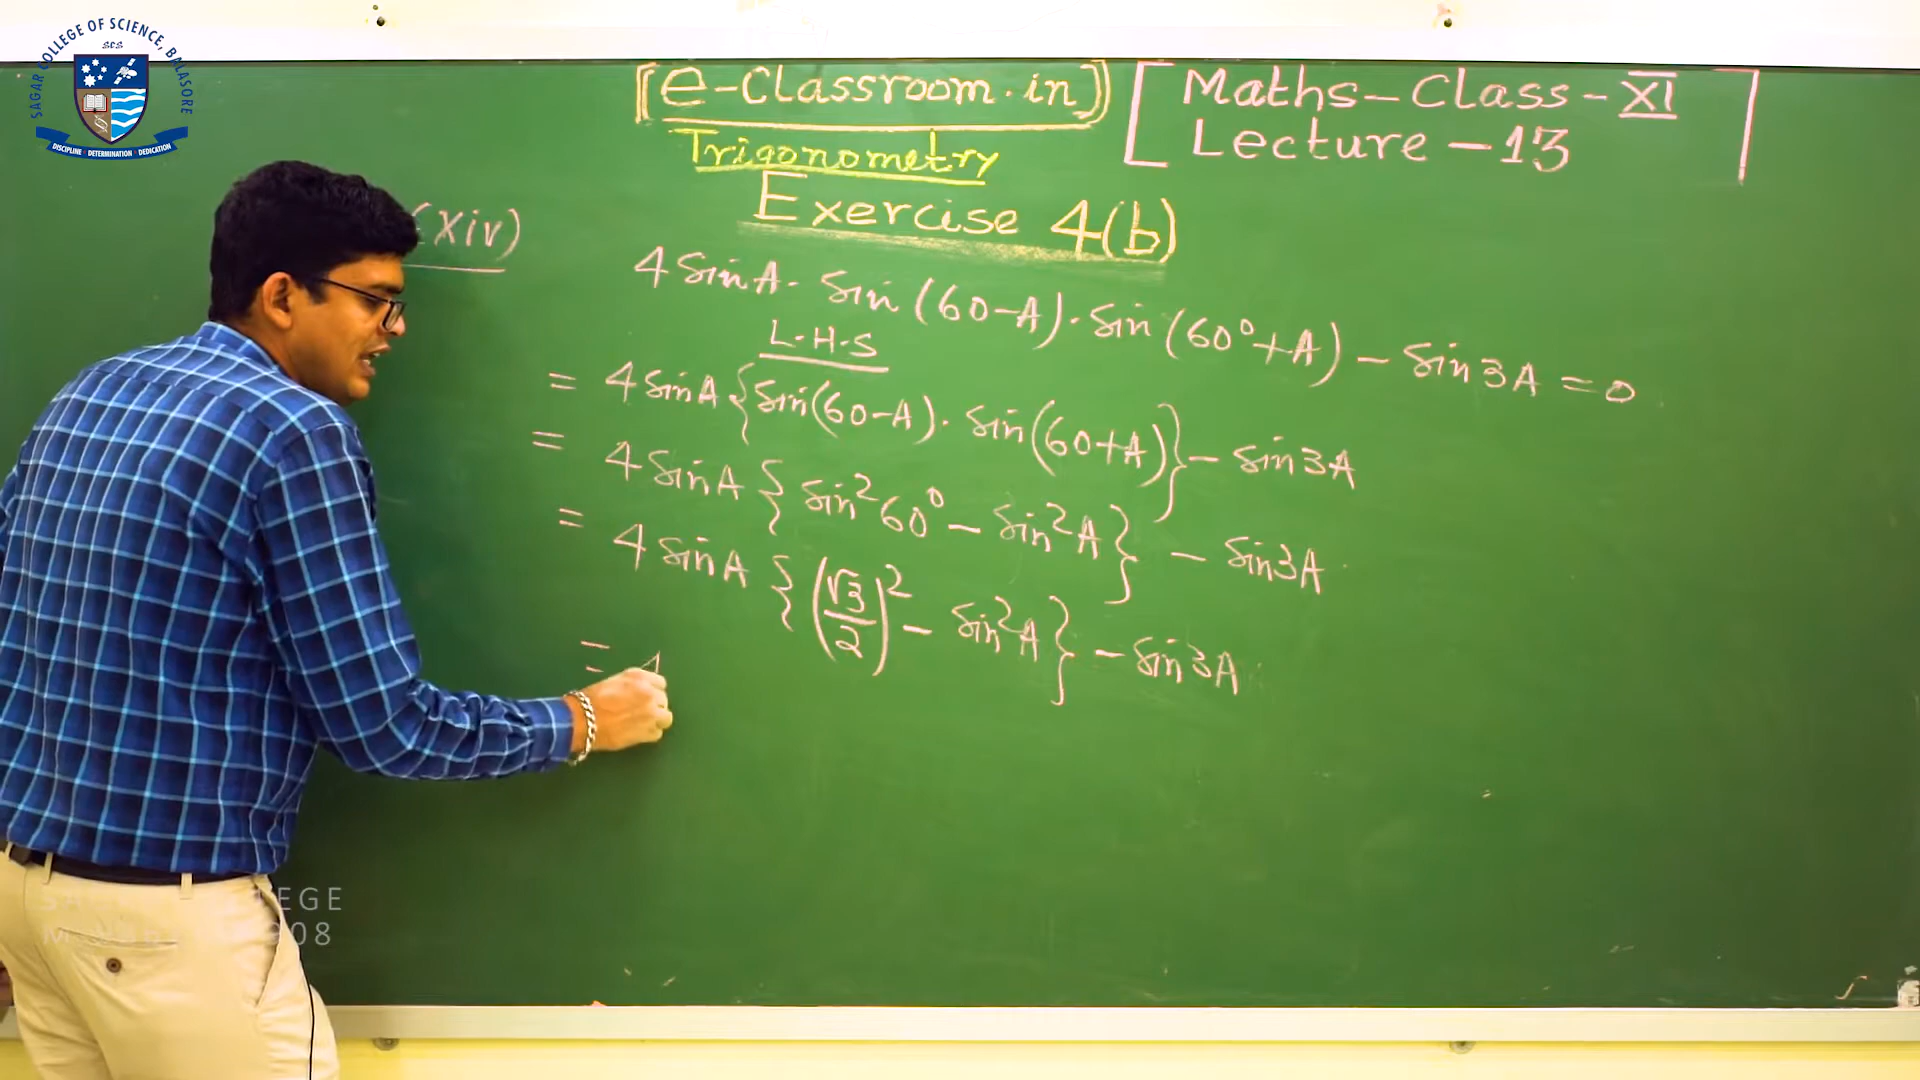 SAGAR COLLEGE OF SCIENCE, BALASORE
SCS
DISCIPLINE DETERMINATION DEDICATION
[e-Classroom.in]
[Maths-Class-XI
Lecture-13]
Trigonometry
Exercise 4(b)
(xiv)
4 sinA. sin(60-A). sin(60°+A) - sin3A = 0
L.H.S
= 4 sinA {sin(60-A). sin(60+A)} - sin3A
= 4 sinA {sin²60° - sin²A} - sin3A
= 4 sinA {(√3/2)² - sin²A} - sin3A
= 4